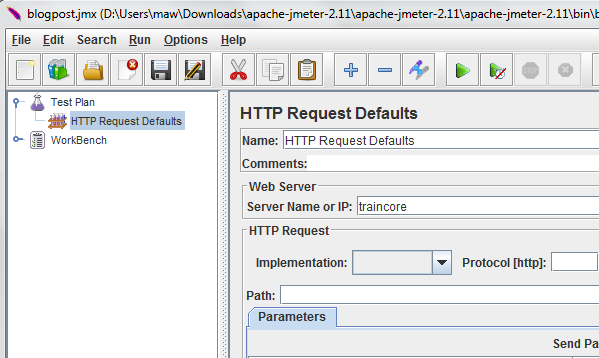 blogpost.jmx (D:\Users\maw\Downloads\apache-jmeter-2.11\apache-jmeter-2.11\apache-jmeter-2.11\bin\b
File Edit Search Run Options Help
Test Plan
HTTP Request Defaults
WorkBench
HTTP Request Defaults
Name: HTTP Request Defaults
Comments:
Web Server
Server Name or IP: traincore
HTTP Request
Implementation: Protocol [http]:
Path:
Parameters
Send Pa
STOP